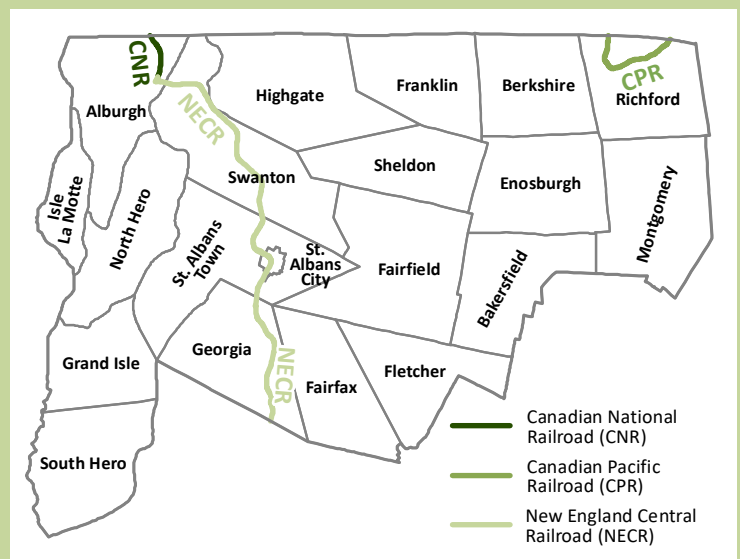 CNR
CPR
NECR
Alburgh
Highgate
Franklin
Berkshire
Richford
Isle
La Motte
North Hero
Swanton
Sheldon
Enosburgh
Montgomery
St. Albans
Town
St.
Albans
City
Fairfield
Bakersfield
Grand Isle
Georgia
NECR
Fairfax
Fletcher
South Hero
Canadian National
Railroad (CNR)
Canadian Pacific
Railroad (CPR)
New England Central
Railroad (NECR)